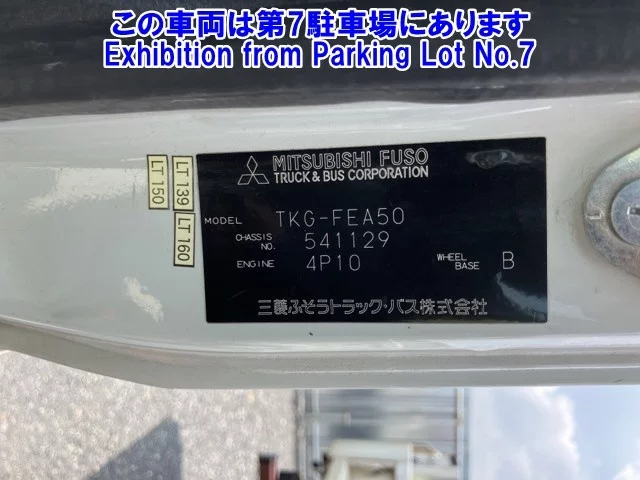 この車両は第7駐車場にあります
Exhibition from Parking Lot No.7
MITSUBISHI FUSO
TRUCK & BUS CORPORATION
MODEL TKG-FEA50
CHASSIS NO. 541129
ENGINE 4P10 WHEEL BASE B
三菱ふそうトラック・バス株式会社
LT 150
LT 139
LT 160
L